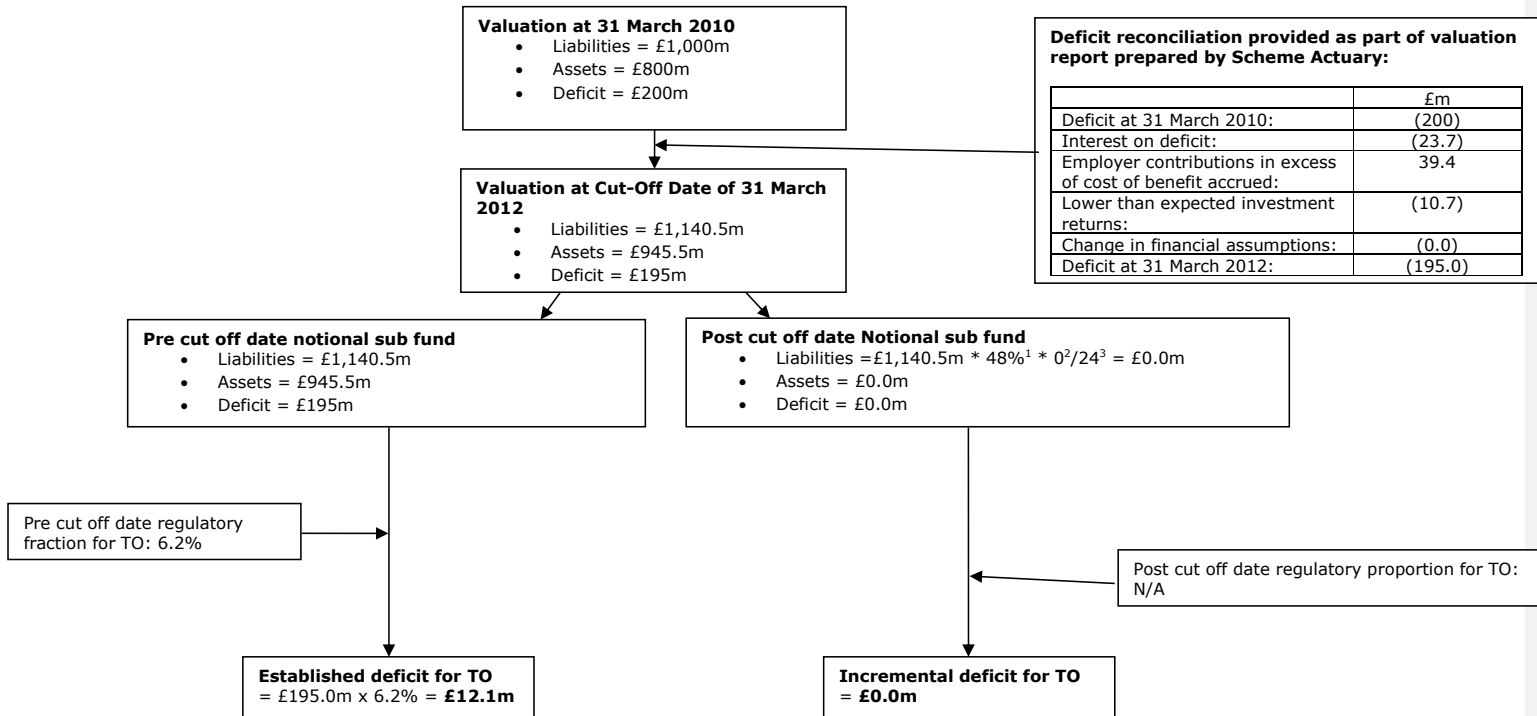 Valuation at 31 March 2010
• Liabilities = £1,000m
• Assets = £800m
• Deficit = £200m
Deficit reconciliation provided as part of valuation
report prepared by Scheme Actuary:
£m
Deficit at 31 March 2010: (200)
Interest on deficit: (23.7)
Employer contributions in excess 39.4
of cost of benefit accrued:
Lower than expected investment (10.7)
returns:
Change in financial assumptions: (0.0)
Deficit at 31 March 2012: (195.0)
Valuation at Cut-Off Date of 31 March
2012
• Liabilities = £1,140.5m
• Assets = £945.5m
• Deficit = £195m
Pre cut off date notional sub fund
• Liabilities = £1,140.5m
• Assets = £945.5m
• Deficit = £195m
Post cut off date Notional sub fund
• Liabilities =£1,140.5m * 48%¹ * 0²/24³ = £0.0m
• Assets = £0.0m
• Deficit = £0.0m
Pre cut off date regulatory
fraction for TO: 6.2%
Post cut off date regulatory proportion for TO:
N/A
Established deficit for TO
= £195.0m x 6.2% = £12.1m
Incremental deficit for TO
= £0.0m